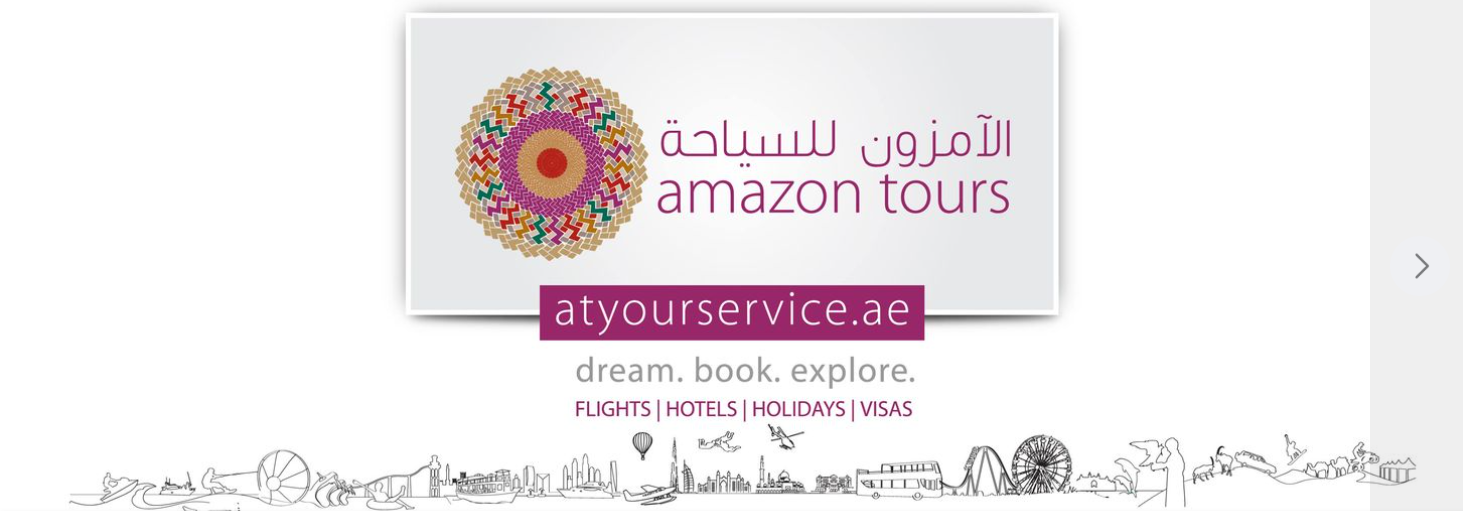 الآمزون للسياحة
amazon tours
atyourservice.ae
dream. book. explore.
FLIGHTS | HOTELS | HOLIDAYS | VISAS